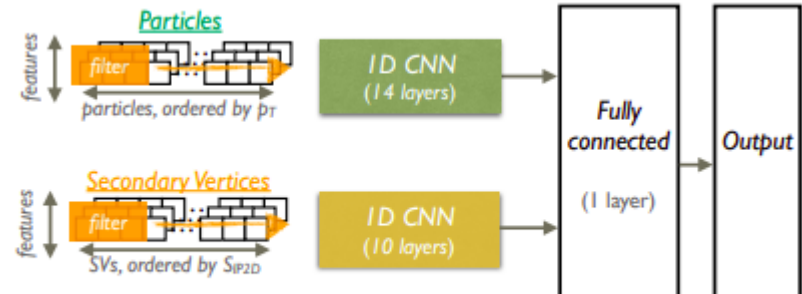 Particles
features
filter
particles, ordered by pT
1D CNN
(14 layers)
Secondary Vertices
features
filter
SVs, ordered by SIP2D
1D CNN
(10 layers)
Fully
connected
(1 layer)
Output